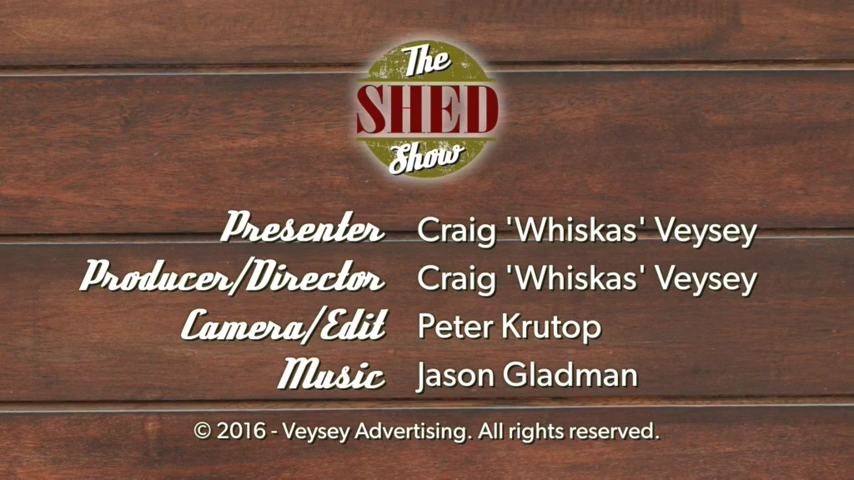 The
SHED
Show
Presenter Craig 'Whiskas' Veysey
Producer/Director Craig 'Whiskas' Veysey
Camera/Edit Peter Krutop
Music Jason Gladman
© 2016 - Veysey Advertising. All rights reserved.